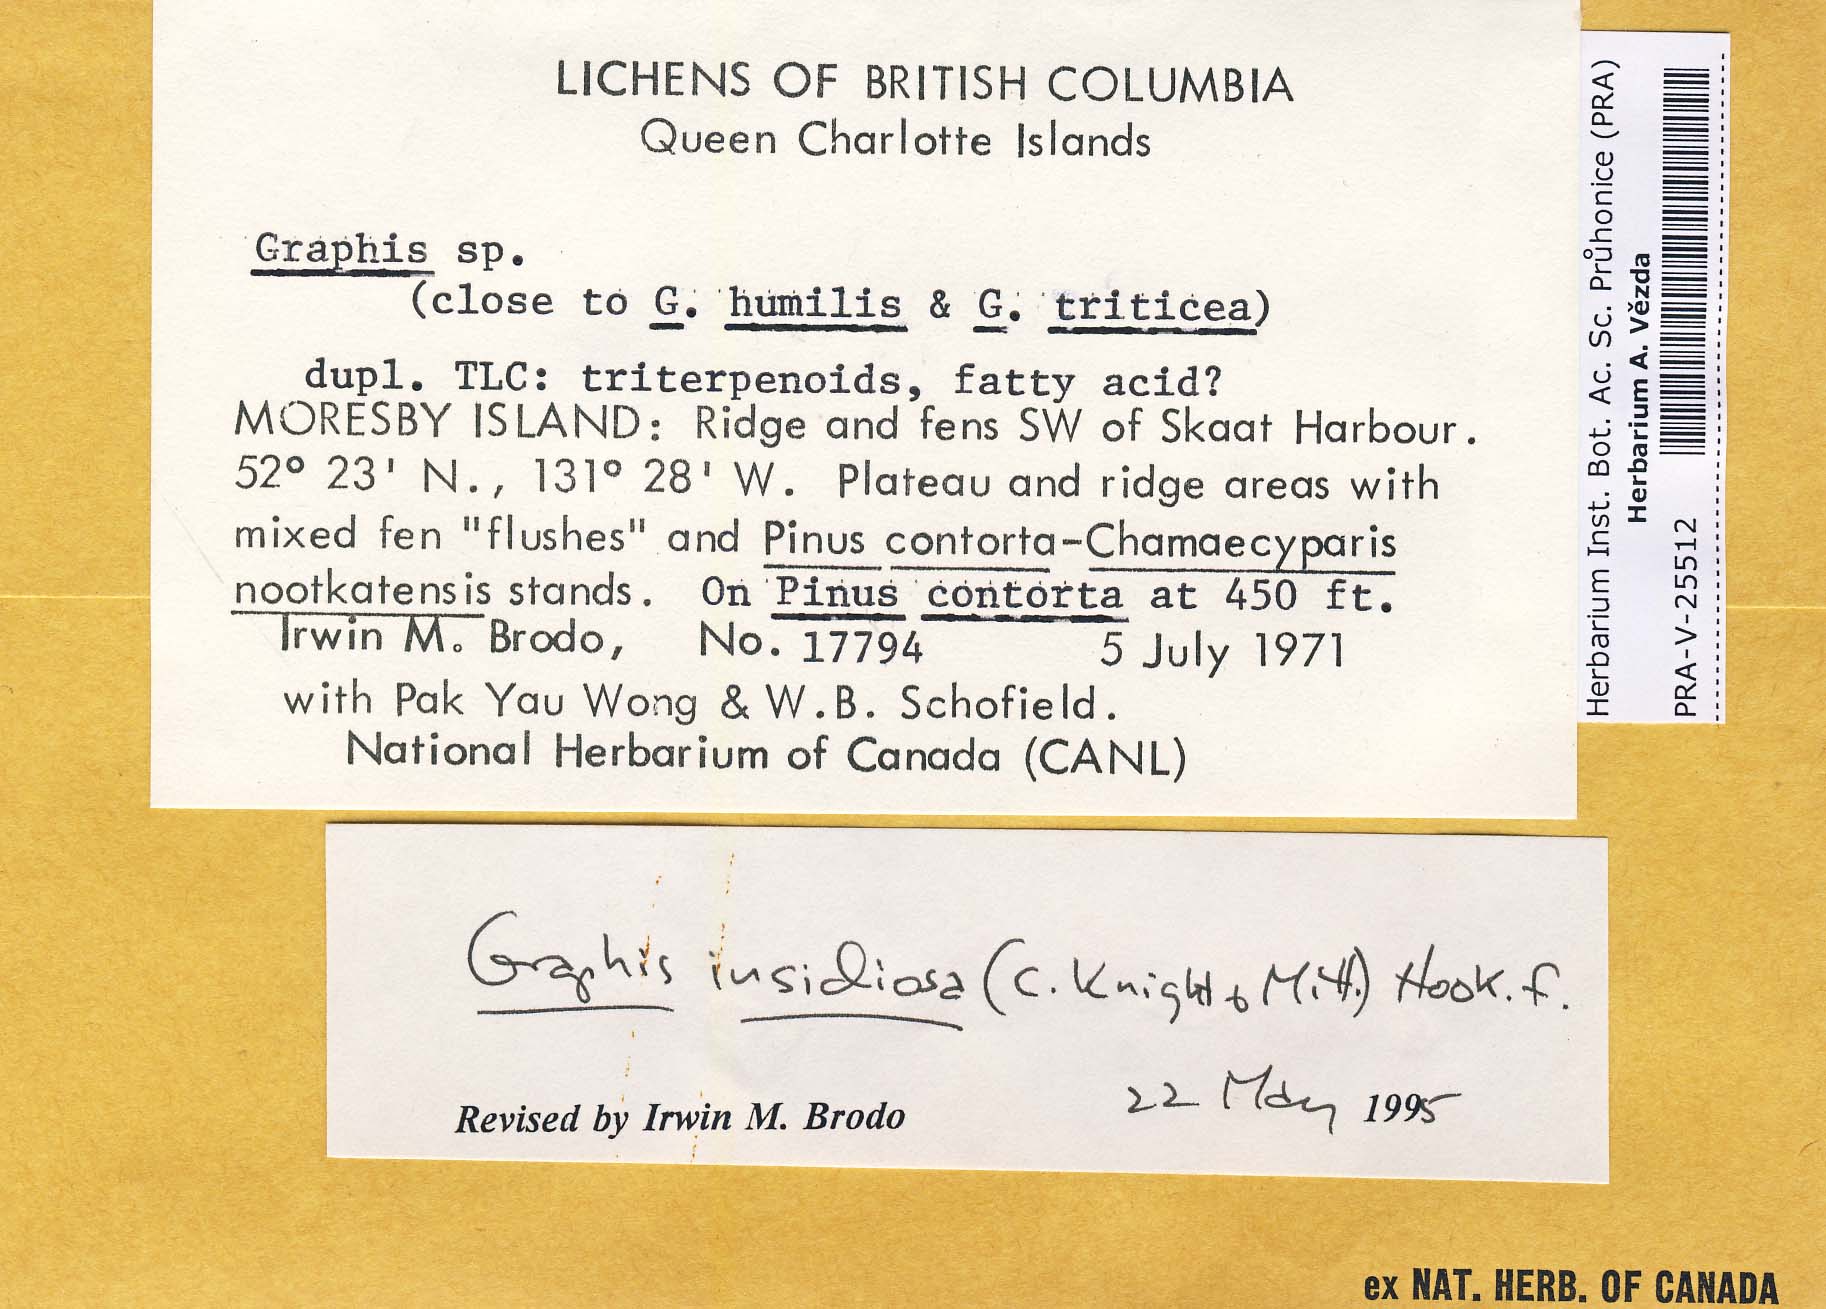 LICHENS OF BRITISH COLUMBIA
Queen Charlotte Islands
Graphis sp.
(close to G. humilis & G. triticea)
dupl. TLC: triterpenoids, fatty acid?
MORESBY ISLAND: Ridge and fens SW of Skaat Harbour.
52° 23' N., 131° 28' W. Plateau and ridge areas with
mixed fen "flushes" and Pinus contorta-Chamaecyparis
nootkatensis stands. On Pinus contorta at 450 ft.
Irwin M. Brodo, No. 17794 5 July 1971
with Pak Yau Wong & W.B. Schofield.
National Herbarium of Canada (CANL)
Herbarium Inst. Bot. Ac. Sc. Průhonice (PRA)
Herbarium A. Vězda
PRA-V-25512
Graphis insidiosa (C. Knight & Mitt.) Hook. f.
22 May 1995
Revised by Irwin M. Brodo
ex NAT. HERB. OF CANADA